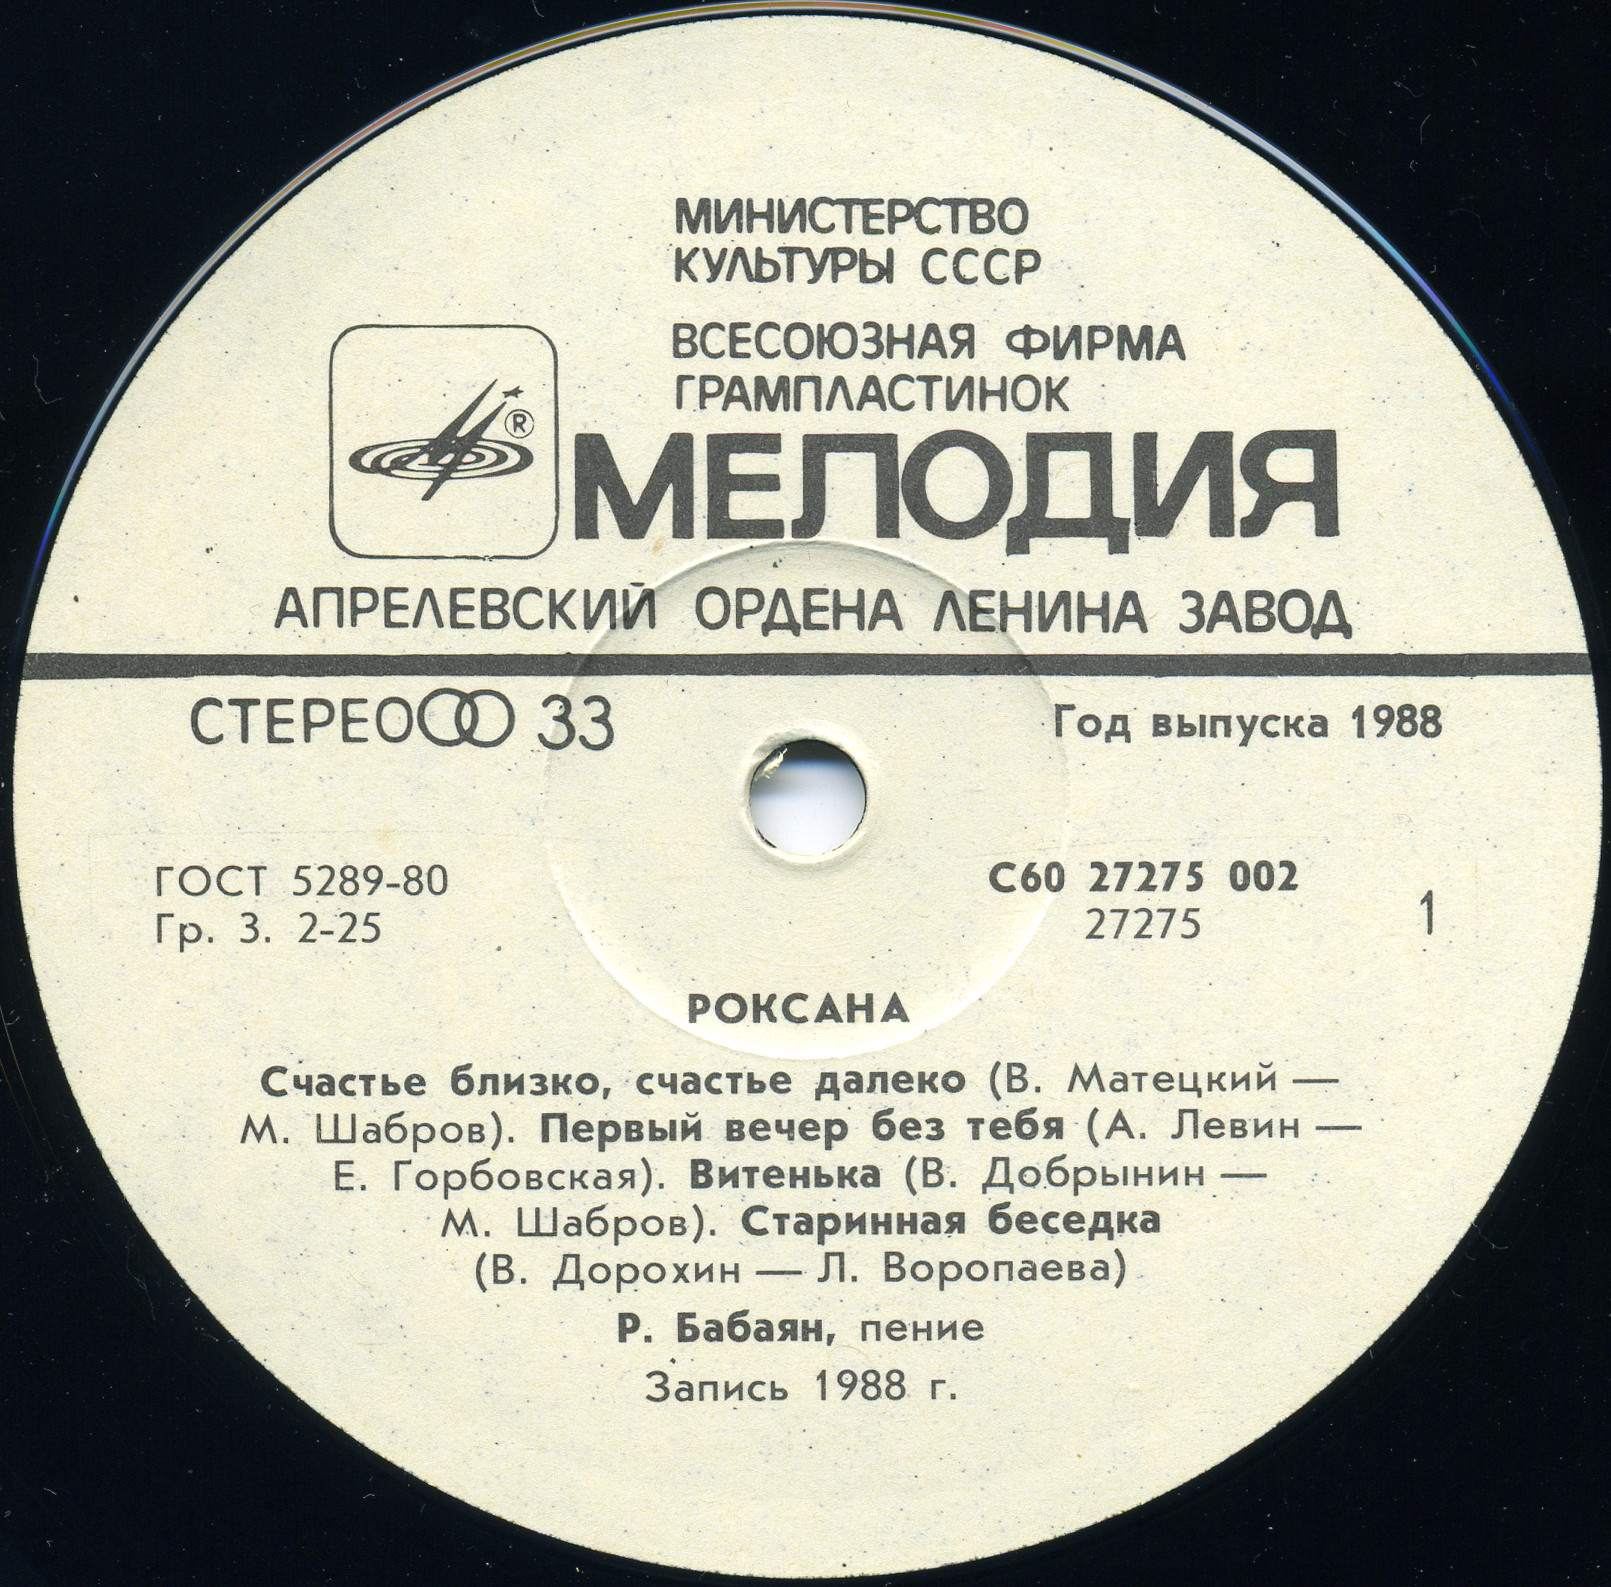 МИНИСТЕРСТВО
КУЛЬТУРЫ СССР
ВСЕСОЮЗНАЯ ФИРМА
ГРАМПЛАСТИНОК
®
МЕЛОДИЯ
АПРЕЛЕВСКИЙ ОРДЕНА ЛЕНИНА ЗАВОД
СТЕРЕО 33
Год выпуска 1988
ГОСТ 5289-80
Гр. 3. 2-25
С60 27275 002
27275
1
РОКСАНА
Счастье близко, счастье далеко (В. Матецкий —
М. Шабров). Первый вечер без тебя (А. Левин —
Е. Горбовская). Витенька (В. Добрынин —
М. Шабров). Старинная беседка
(В. Дорохин — Л. Воропаева)
Р. Бабаян, пение
Запись 1988 г.